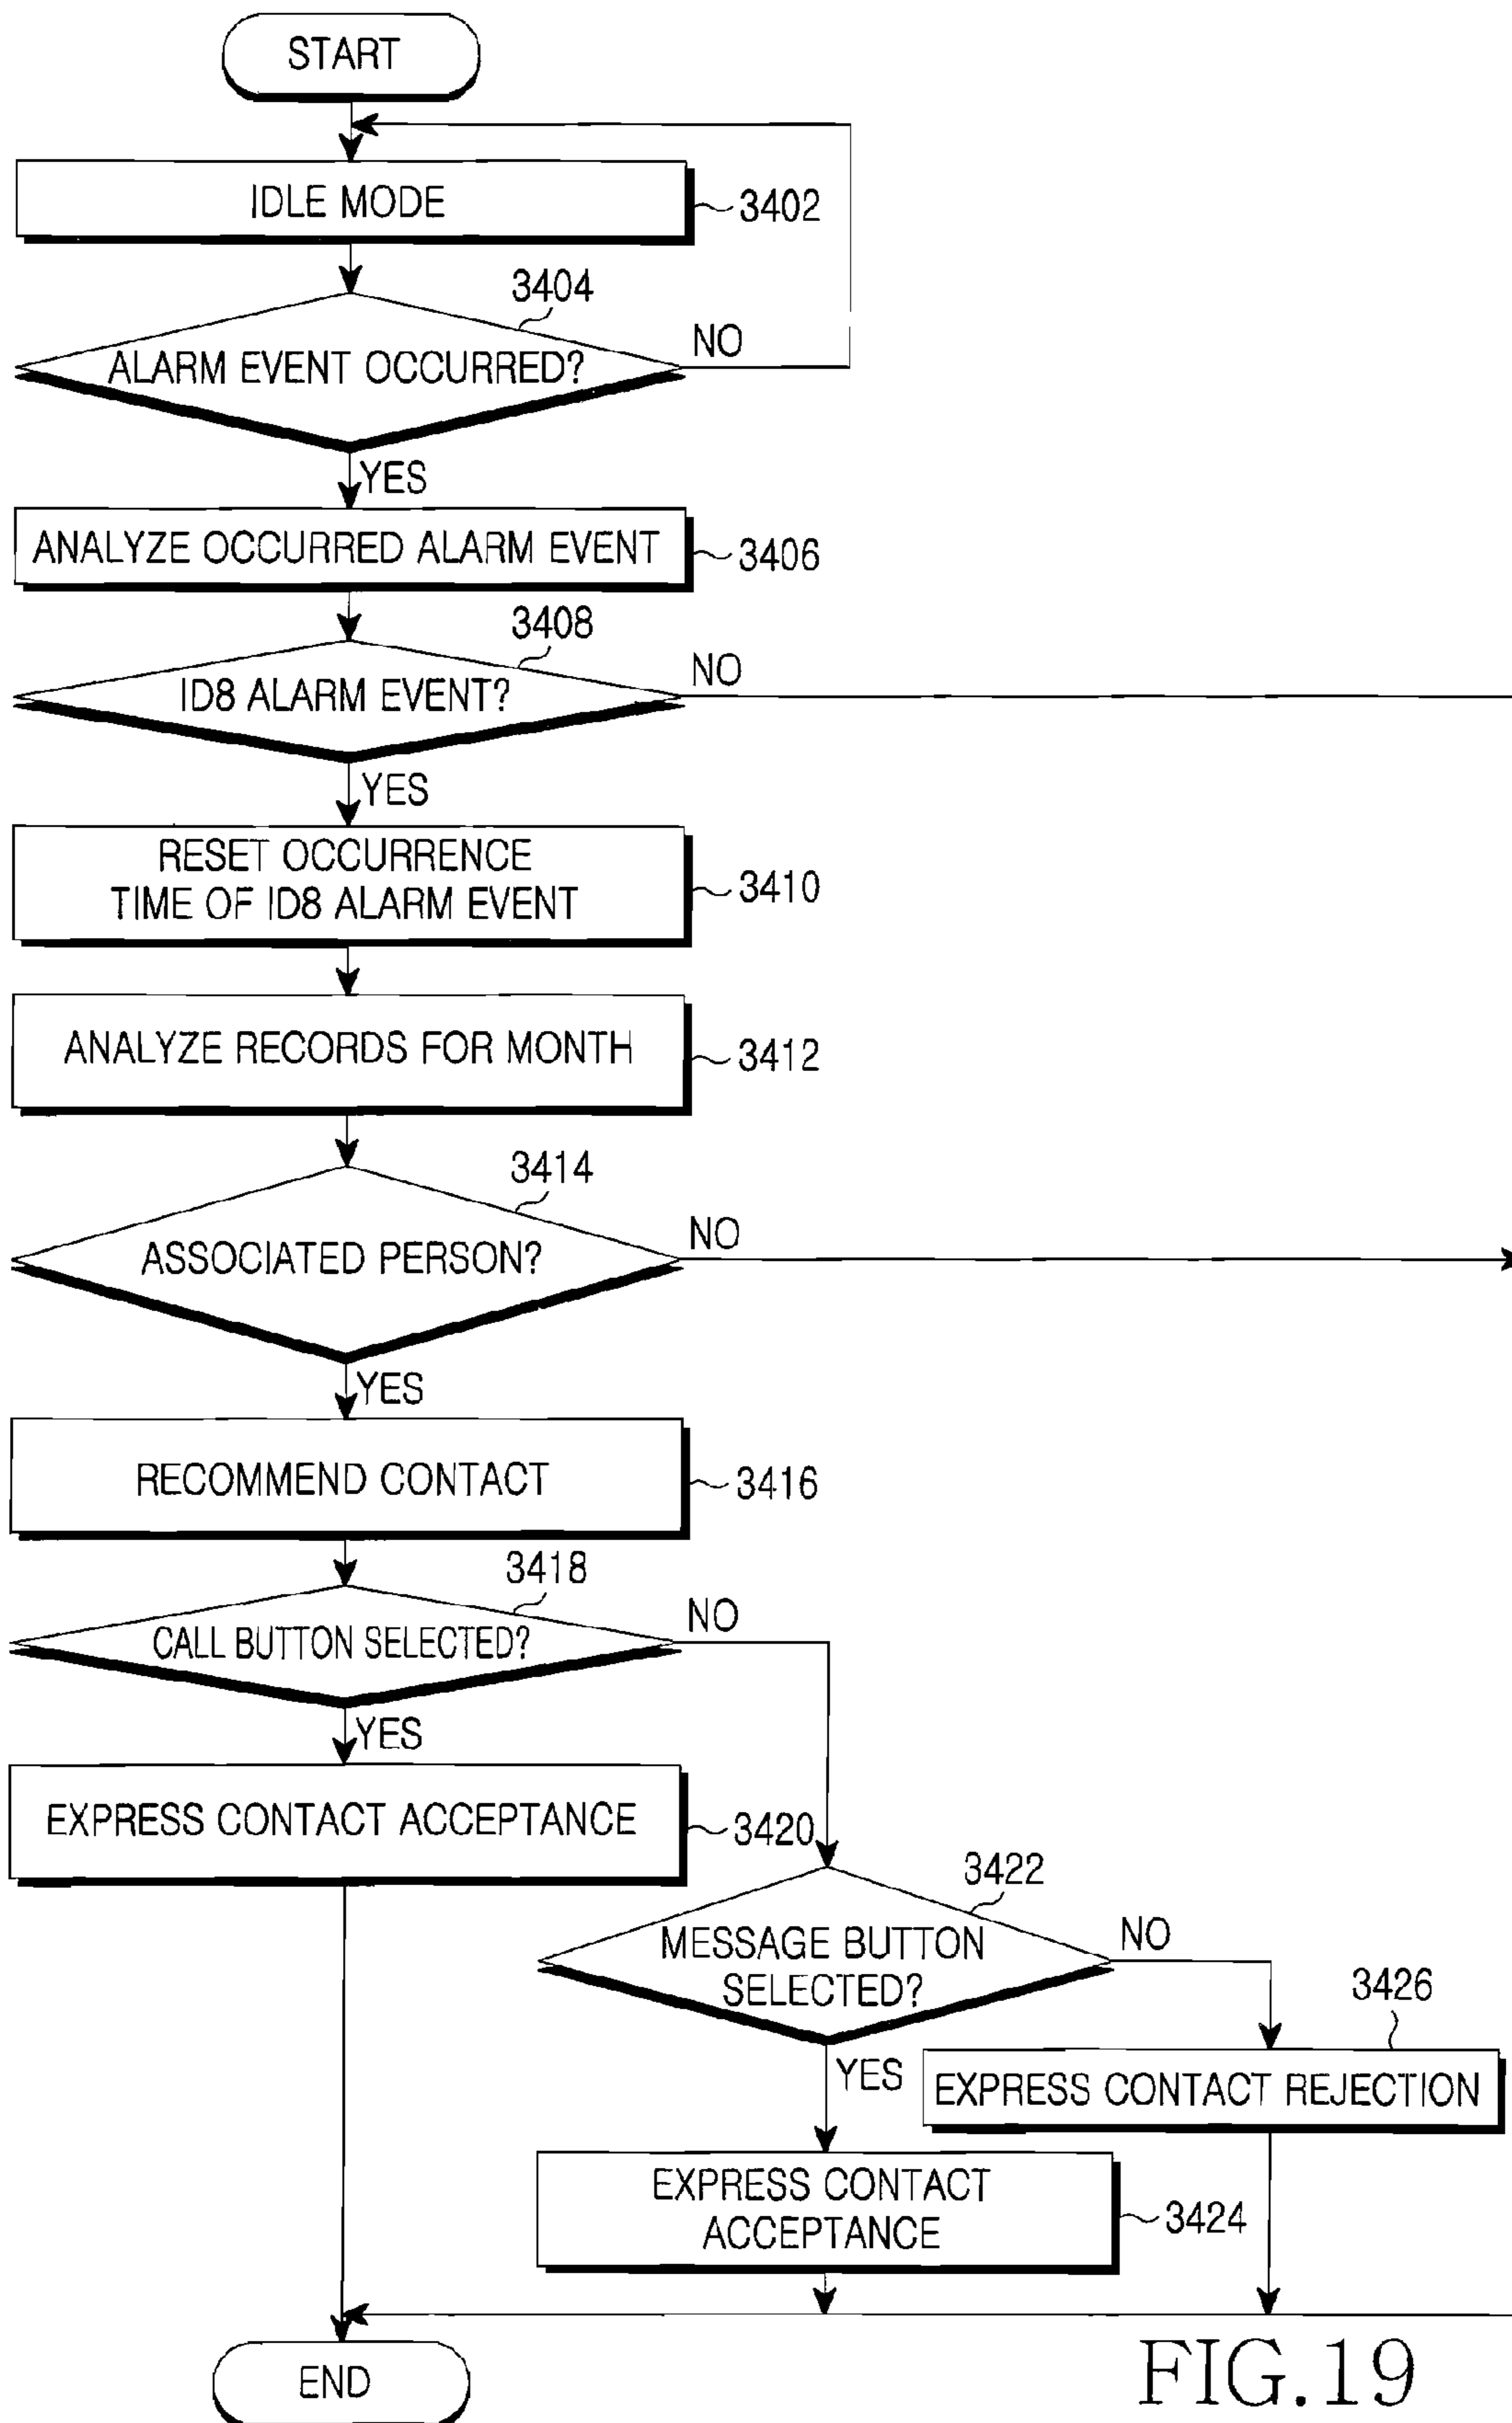 START
IDLE MODE
3402
3404
ALARM EVENT OCCURRED?
NO
YES
ANALYZE OCCURRED ALARM EVENT
3406
3408
ID8 ALARM EVENT?
NO
YES
RESET OCCURRENCE
TIME OF ID8 ALARM EVENT
3410
ANALYZE RECORDS FOR MONTH
3412
3414
ASSOCIATED PERSON?
NO
YES
RECOMMEND CONTACT
3416
3418
CALL BUTTON SELECTED?
NO
YES
EXPRESS CONTACT ACCEPTANCE
3420
3422
MESSAGE BUTTON
SELECTED?
NO
YES
3426
EXPRESS CONTACT REJECTION
EXPRESS CONTACT
ACCEPTANCE
3424
END
FIG.19